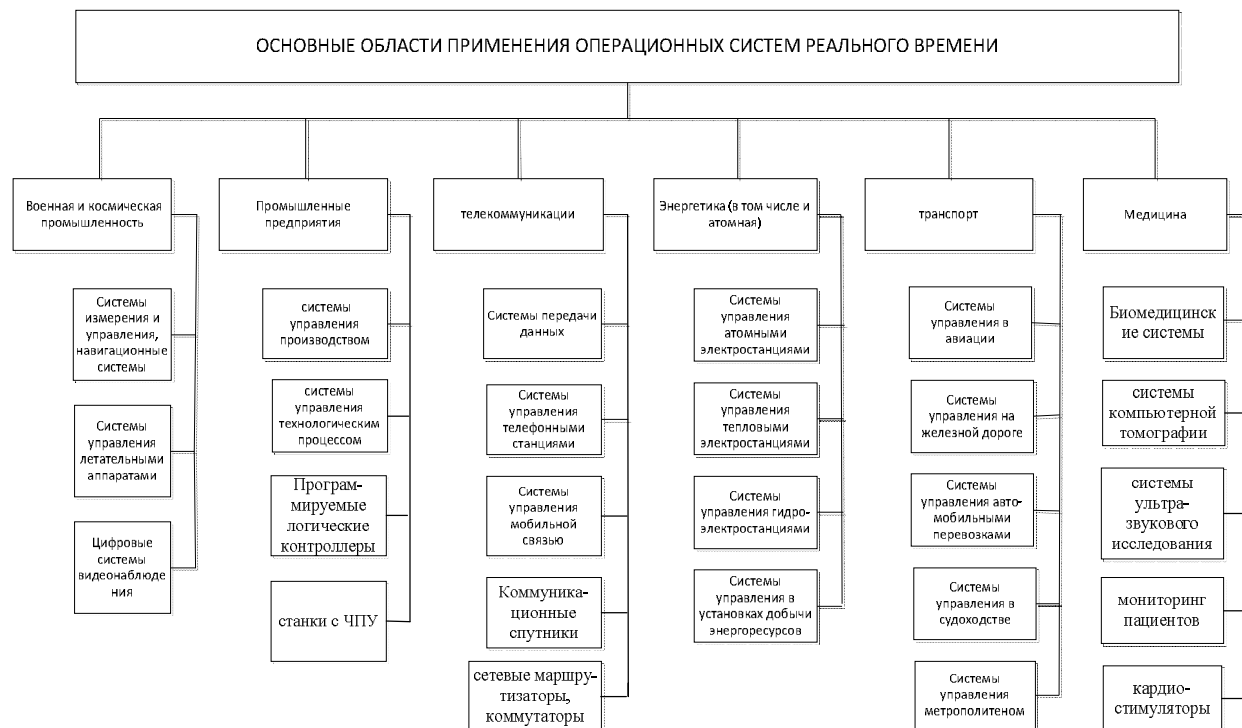 ОСНОВНЫЕ ОБЛАСТИ ПРИМЕНЕНИЯ ОПЕРАЦИОННЫХ СИСТЕМ РЕАЛЬНОГО ВРЕМЕНИ
Военная и космическая
промышленность
Системы
измерения и
управления,
навигационные
системы
Системы
управления
летательными
аппаратами
Цифровые
системы
видеонаблюде
ния
Промышленные
предприятия
системы
управления
производством
системы
управления
технологическим
процессом
Програм-
мируемые
логические
контроллеры
станки с ЧПУ
телекоммуникации
Системы передачи
данных
Системы
управления
телефонными
станциями
Системы
управления
мобильной
связью
Коммуника-
ционные
спутники
сетевые маршру-
тизаторы,
коммутаторы
Энергетика (в том числе и
атомная)
Системы
управления
атомными
электростанциями
Системы
управления
тепловыми
электростанциями
Системы
управления гидро-
электростанциями
Системы
управления в
установках добычи
энергоресурсов
транспорт
Системы
управления в
авиации
Системы
управления на
железной дороге
Системы
управления авто-
мобильными
перевозками
Системы
управления в
судоходстве
Системы
управления
метрополитеном
Медицина
Биомедицинск
ие системы
системы
компьютерной
томографии
системы
ультра-
звукового
исследования
мониторинг
пациентов
кардио-
стимуляторы